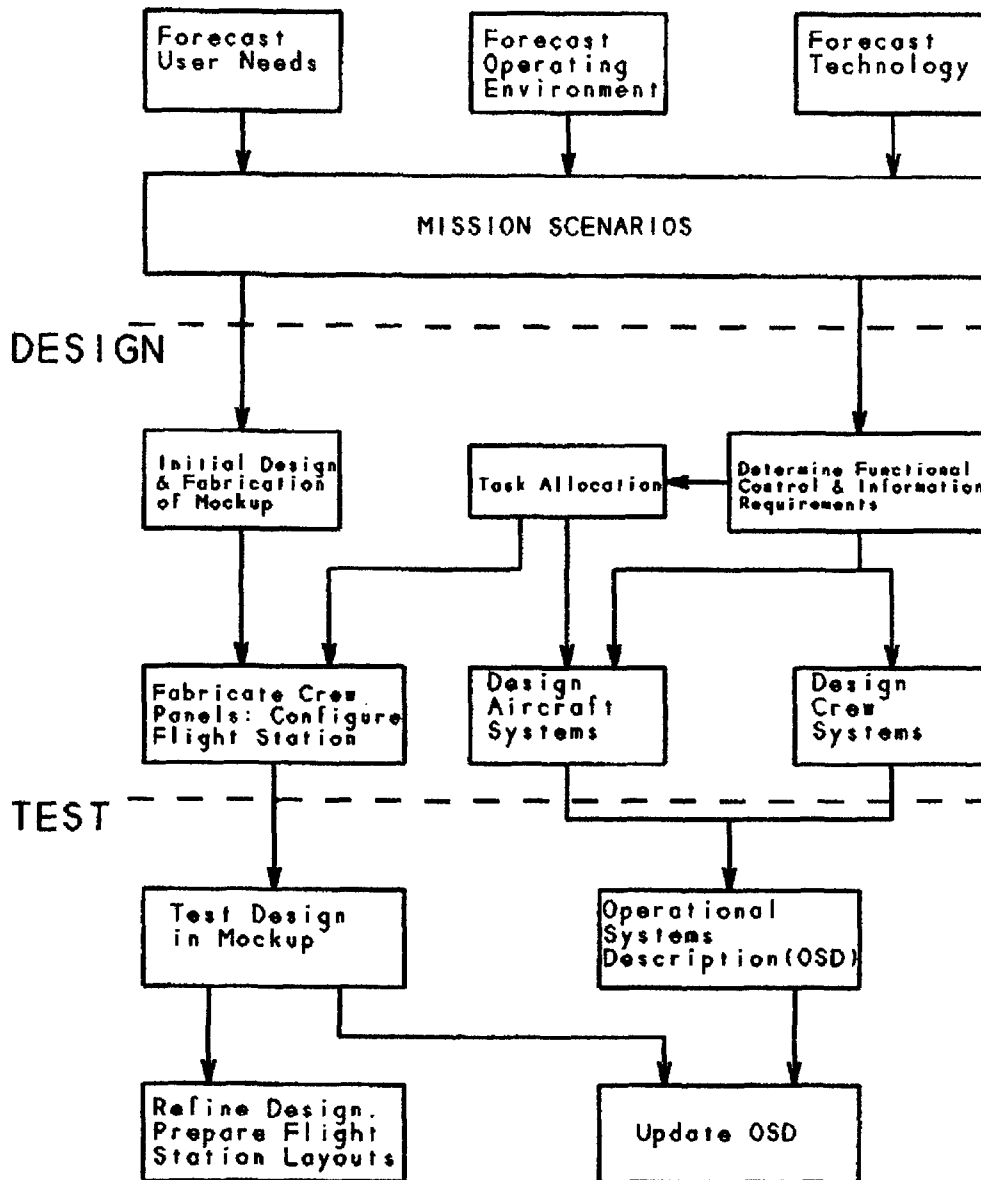 Forecast
User Needs
Forecast
Operating
Environment
Forecast
Technology
MISSION SCENARIOS
DESIGN
Initial Design
& Fabrication
of Mockup
Task Allocation
Determine Functional
Control & Information
Requirements
Fabricate Crew
Panels: Configure
Flight Station
Design
Aircraft
Systems
Design
Crew
Systems
TEST
Test Design
in Mockup
Operational
Systems
Description(OSD)
Refine Design.
Prepare Flight
Station Layouts
Update OSD